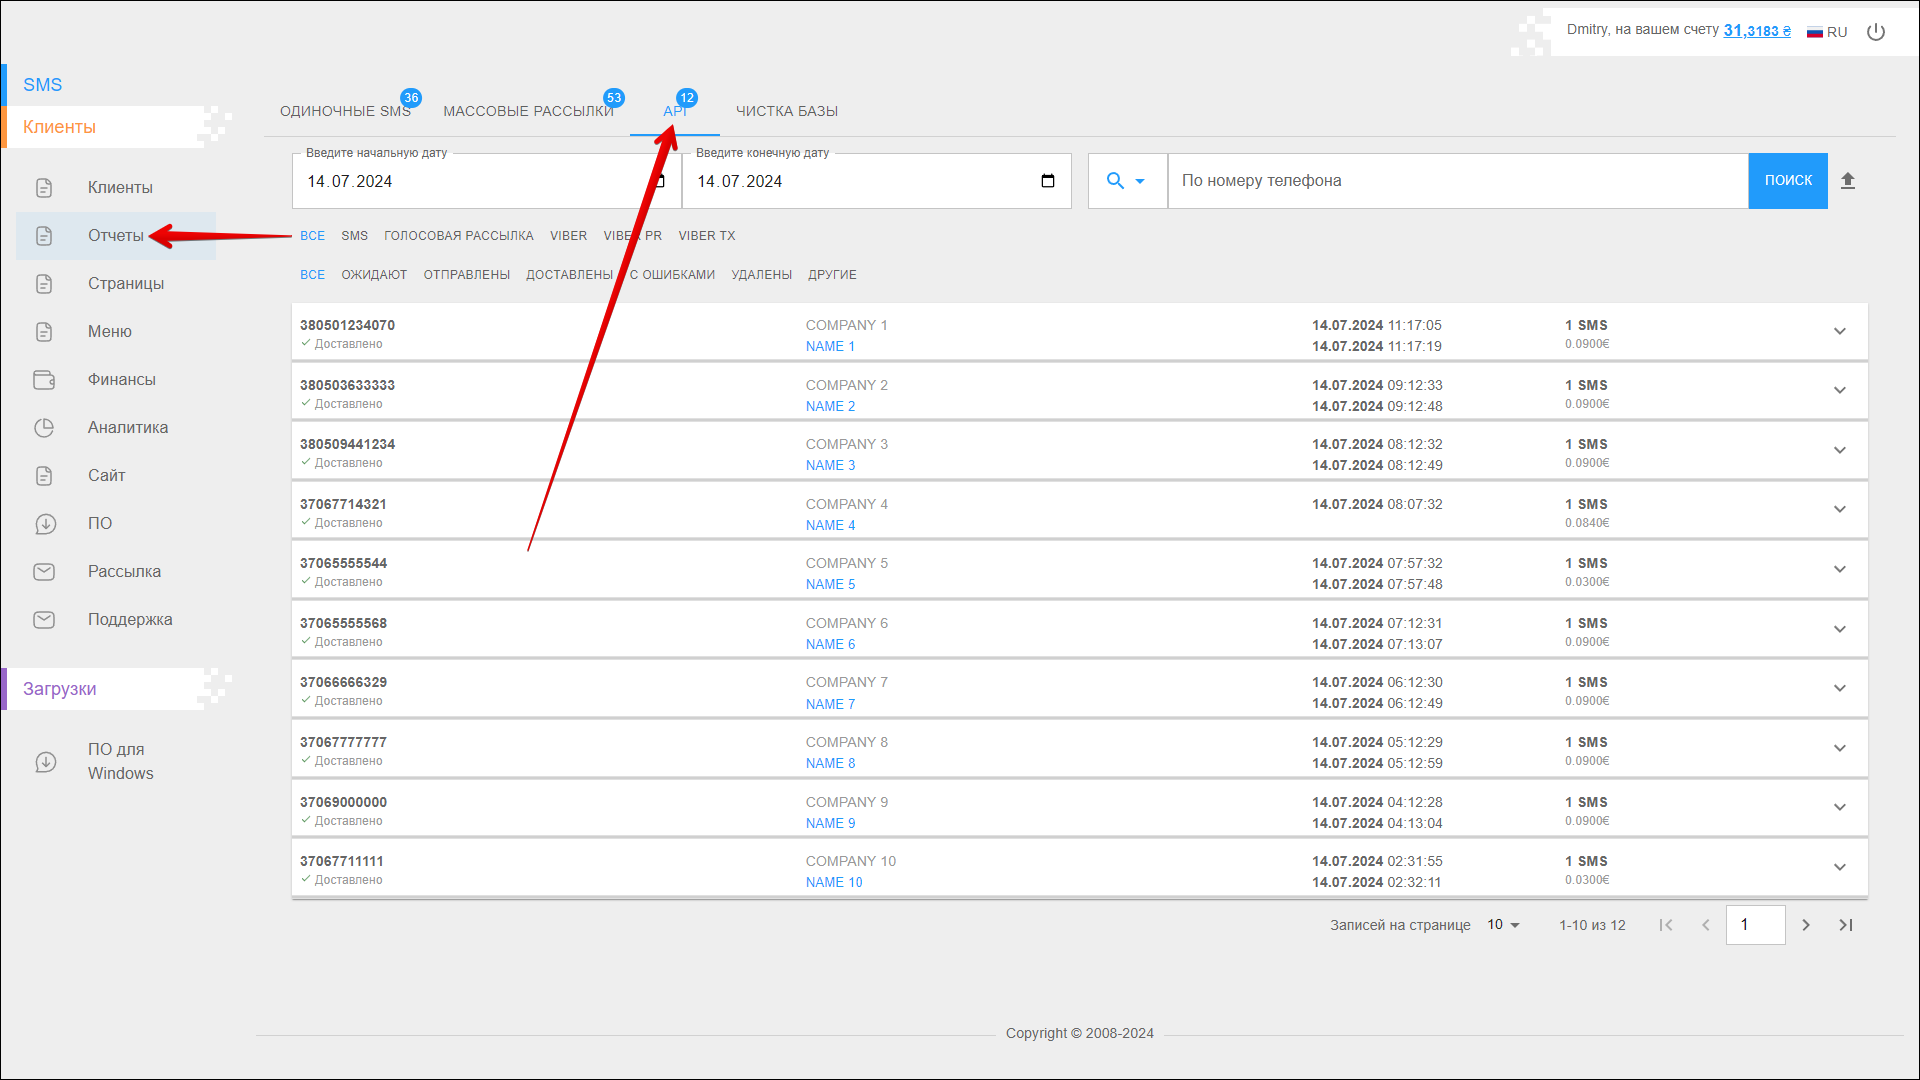 Dmitry, на вашем счету 31,3183 ₴ RU
SMS
Клиенты
Клиенты
Отчеты
Страницы
Меню
Финансы
Аналитика
Сайт
ПО
Рассылка
Поддержка
Загрузки
ПО для
Windows
ОДИНОЧНЫЕ SMS 36 МАССОВЫЕ РАССЫЛКИ 53 API 12 ЧИСТКА БАЗЫ
Введите начальную дату Введите конечную дату
14.07.2024 14.07.2024 По номеру телефона ПОИСК
ВСЕ SMS ГОЛОСОВАЯ РАССЫЛКА VIBER VIBER PR VIBER TX
ВСЕ ОЖИДАЮТ ОТПРАВЛЕНЫ ДОСТАВЛЕНЫ С ОШИБКАМИ УДАЛЕНЫ ДРУГИЕ
380501234070 COMPANY 1 14.07.2024 11:17:05 1 SMS
Доставлено NAME 1 14.07.2024 11:17:19 0.0900€
380503633333 COMPANY 2 14.07.2024 09:12:33 1 SMS
Доставлено NAME 2 14.07.2024 09:12:48 0.0900€
380509441234 COMPANY 3 14.07.2024 08:12:32 1 SMS
Доставлено NAME 3 14.07.2024 08:12:49 0.0900€
37067714321 COMPANY 4 14.07.2024 08:07:32 1 SMS
Доставлено NAME 4 0.0840€
37065555544 COMPANY 5 14.07.2024 07:57:32 1 SMS
Доставлено NAME 5 14.07.2024 07:57:48 0.0300€
37065555568 COMPANY 6 14.07.2024 07:12:31 1 SMS
Доставлено NAME 6 14.07.2024 07:13:07 0.0900€
37066666329 COMPANY 7 14.07.2024 06:12:30 1 SMS
Доставлено NAME 7 14.07.2024 06:12:49 0.0900€
37067777777 COMPANY 8 14.07.2024 05:12:29 1 SMS
Доставлено NAME 8 14.07.2024 05:12:59 0.0900€
37069000000 COMPANY 9 14.07.2024 04:12:28 1 SMS
Доставлено NAME 9 14.07.2024 04:13:04 0.0900€
37067711111 COMPANY 10 14.07.2024 02:31:55 1 SMS
Доставлено NAME 10 14.07.2024 02:32:11 0.0300€
Записей на странице 10 1-10 из 12 1
Copyright © 2008-2024